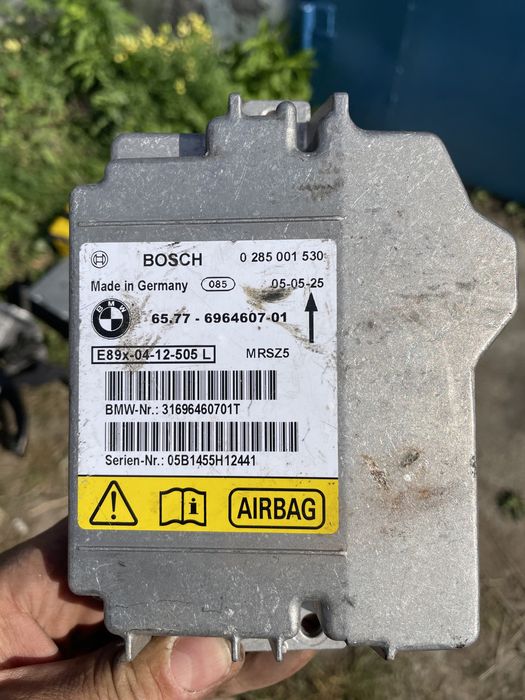 BOSCH 0 285 001 530
Made in Germany 085 05-05-25
BMW 65.77 - 6964607-01
E89x-04-12-505 L MRSZ5
BMW-Nr.: 31696460701T
Serien-Nr.: 05B1455H12441
AIRBAG